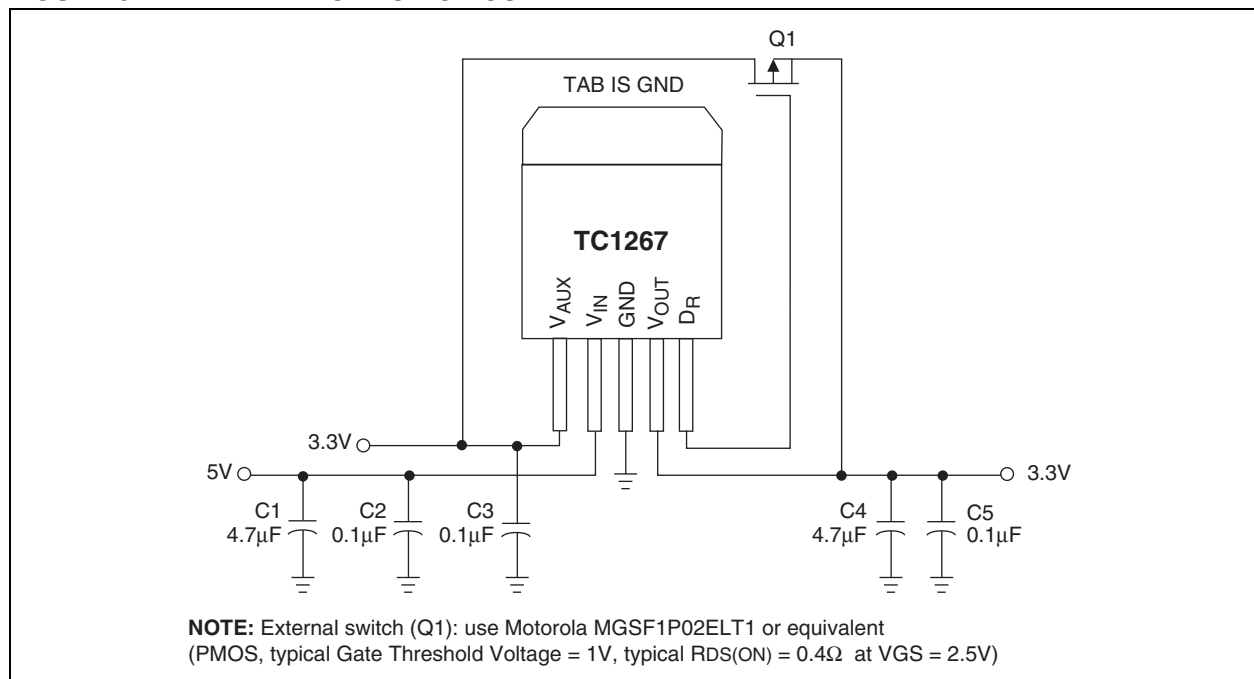 Q1
TAB IS GND
TC1267
VAUX
VIN
GND
VOUT
DR
3.3V
5V
3.3V
C1
4.7µF
C2
0.1µF
C3
0.1µF
C4
4.7µF
C5
0.1µF
NOTE: External switch (Q1): use Motorola MGSF1P02ELT1 or equivalent
(PMOS, typical Gate Threshold Voltage = 1V, typical RDS(ON) = 0.4Ω at VGS = 2.5V)